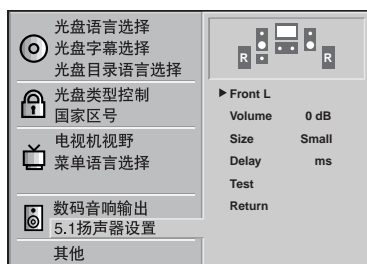 光盘语言选择
光盘字幕选择
光盘目录语言选择
光盘类型控制
国家区号
电视机视野
菜单语言选择
数码音响输出
5.1扬声器设置
其他
R
R
Front L
Volume 0 dB
Size Small
Delay ms
Test
Return